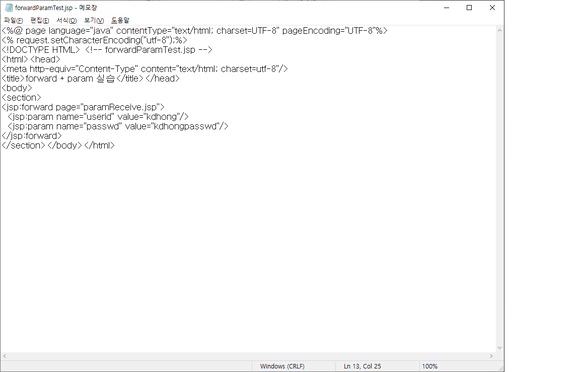 forwardParamTest.jsp - 메모장
파일(F) 편집(E) 서식(O) 보기(V) 도움말
<%@ page language="java" contentType="text/html; charset=UTF-8" pageEncoding="UTF-8"%>
<% request.setCharacterEncoding("utf-8");%>
<!DOCTYPE HTML> <!-- forwardParamTest.jsp -->
<html><head>
<meta http-equiv="Content-Type" content="text/html; charset=utf-8"/>
<title>forward + param 실습</title></head>
<body>
<section>
<jsp:forward page="paramReceive.jsp">
  <jsp:param name="userid" value="kdhong"/>
  <jsp:param name="passwd" value="kdhongpasswd"/>
</jsp:forward>
</section></body></html>
Windows (CRLF) Ln 13, Col 25 100%